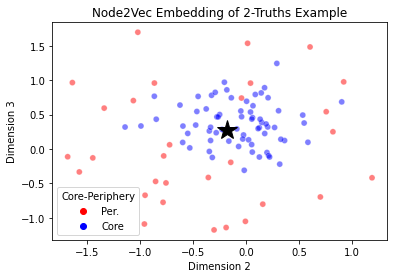 Node2Vec Embedding of 2-Truths Example
Dimension 3
1.5
1.0
0.5
0.0
−0.5
−1.0
Core-Periphery
Per.
Core
−1.5 −1.0 −0.5 0.0 0.5 1.0
Dimension 2